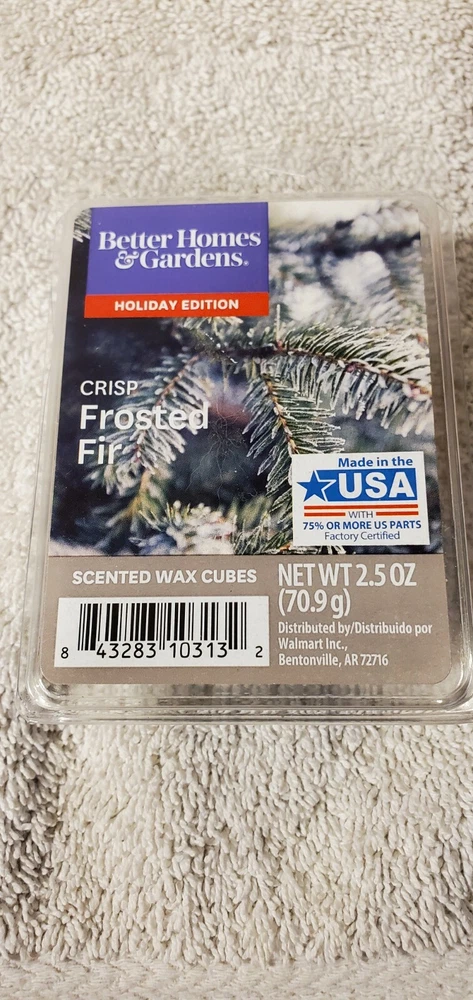 Better Homes
& Gardens®
HOLIDAY EDITION
CRISP
Frosted
Fir
Made in the
USA
WITH
75% OR MORE US PARTS
Factory Certified
SCENTED WAX CUBES
NET WT 2.5 OZ
(70.9 g)
Distributed by/Distribuido por
Walmart Inc.,
Bentonville, AR 72716
8 43283 10313 2